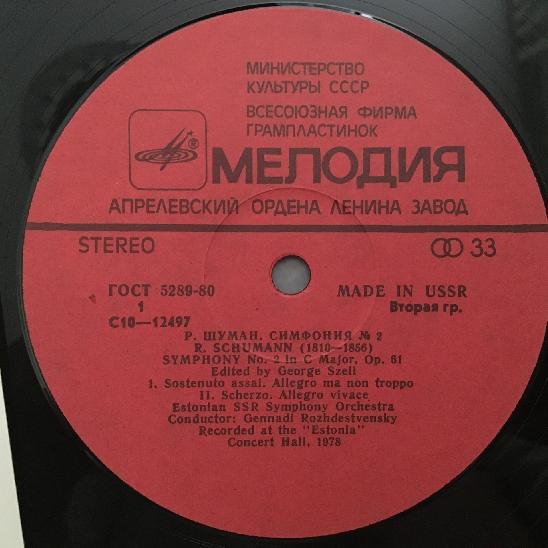 МИНИСТЕРСТВО
КУЛЬТУРЫ СССР
ВСЕСОЮЗНАЯ ФИРМА
ГРАМПЛАСТИНОК
® МЕЛОДИЯ
АПРЕЛЕВСКИЙ ОРДЕНА ЛЕНИНА ЗАВОД
STEREO 33
ГОСТ 5289-80 MADE IN USSR
1 Вторая гр.
С10—12497
Р. ШУМАН. СИМФОНИЯ № 2
R. SCHUMANN (1810—1856)
SYMPHONY No. 2 in C Major, Op. 61
Edited by George Szell
I. Sostenuto assai. Allegro ma non troppo
II. Scherzo. Allegro vivace
Estonian SSR Symphony Orchestra
Conductor: Gennadi Rozhdestvensky
Recorded at the "Estonia"
Concert Hall, 1978